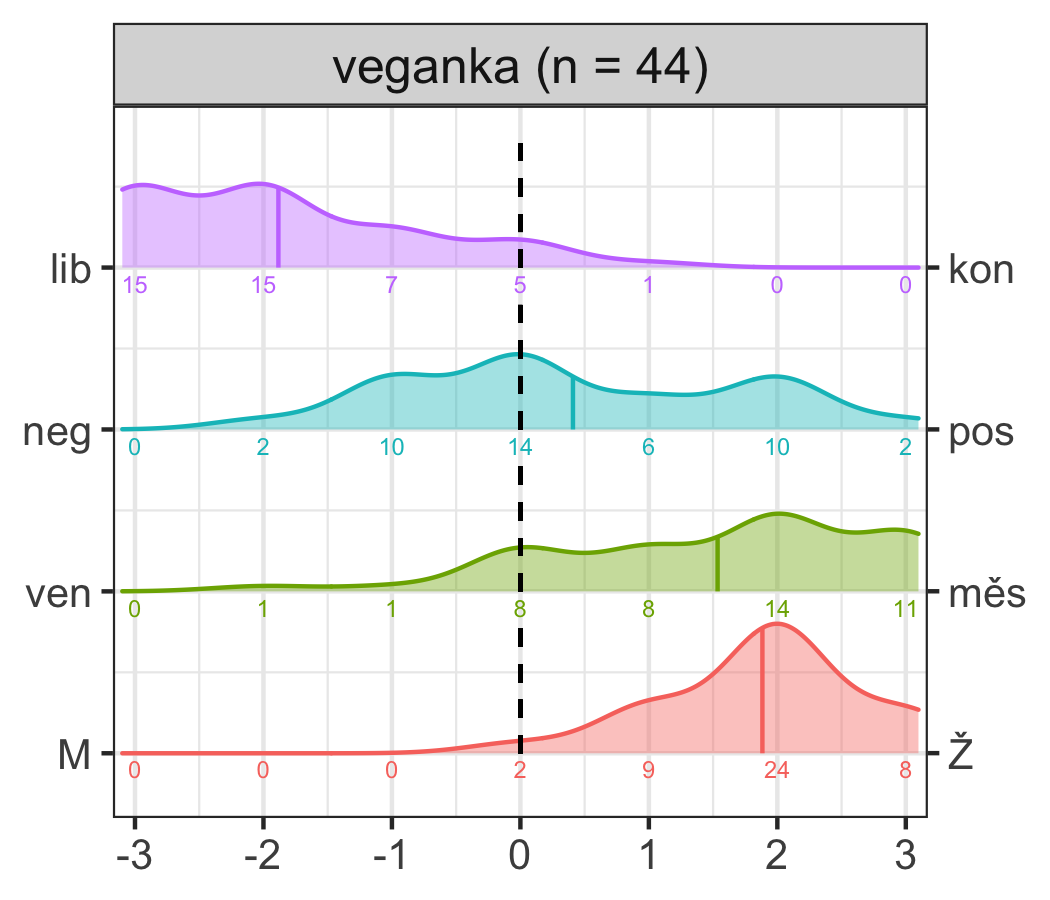 veganka (n = 44)
lib kon
15 15 7 5 1 0 0
neg pos
0 2 10 14 6 10 2
ven měs
0 1 1 8 8 14 11
M Ž
0 0 0 2 9 24 8
-3 -2 -1 0 1 2 3